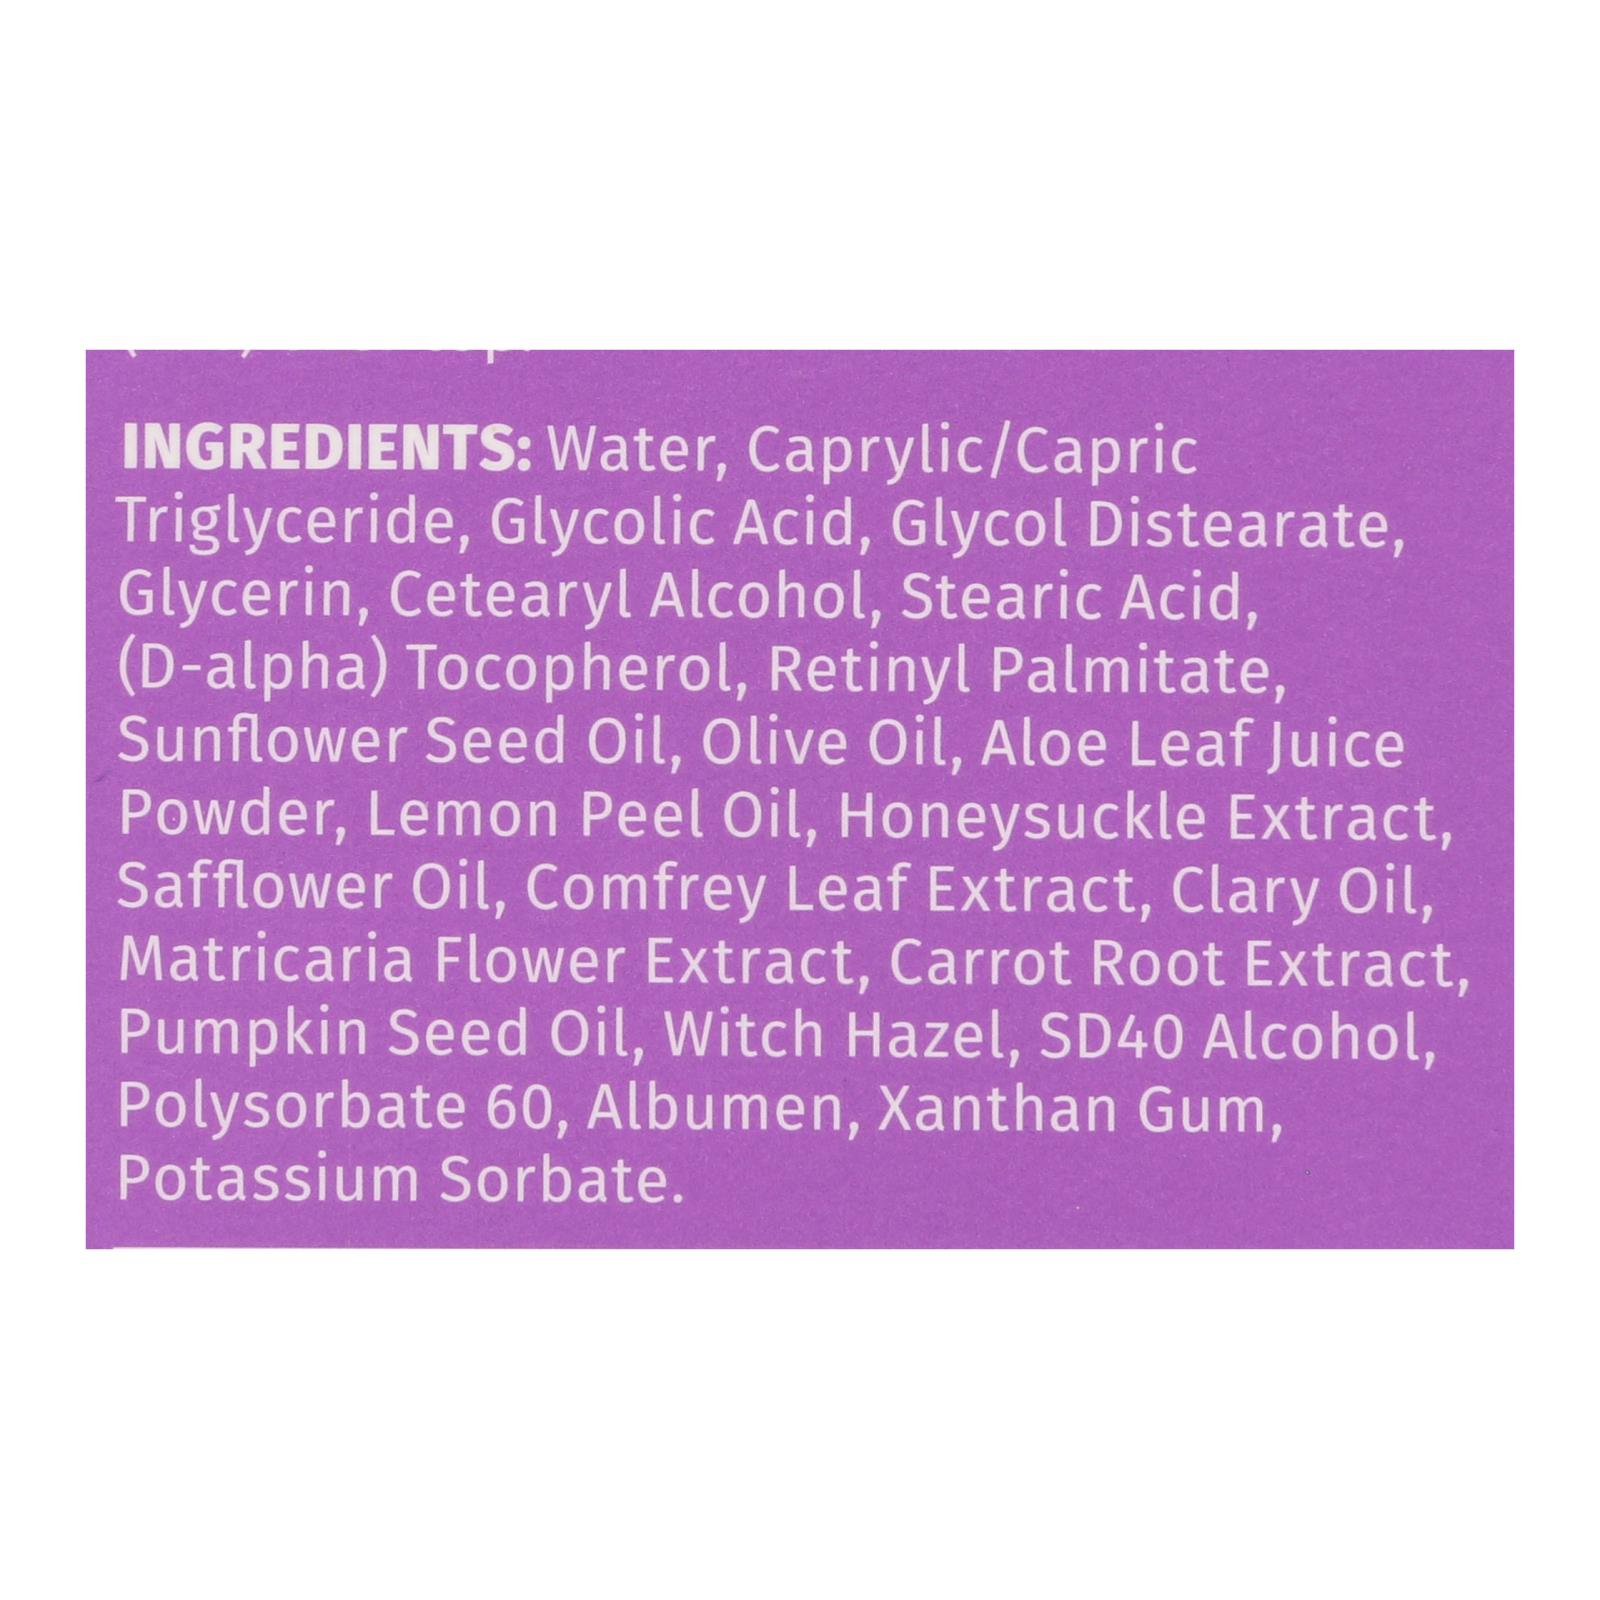 INGREDIENTS: Water, Caprylic/Capric
Triglyceride, Glycolic Acid, Glycol Distearate,
Glycerin, Cetearyl Alcohol, Stearic Acid,
(D-alpha) Tocopherol, Retinyl Palmitate,
Sunflower Seed Oil, Olive Oil, Aloe Leaf Juice
Powder, Lemon Peel Oil, Honeysuckle Extract,
Safflower Oil, Comfrey Leaf Extract, Clary Oil,
Matricaria Flower Extract, Carrot Root Extract,
Pumpkin Seed Oil, Witch Hazel, SD40 Alcohol,
Polysorbate 60, Albumen, Xanthan Gum,
Potassium Sorbate.